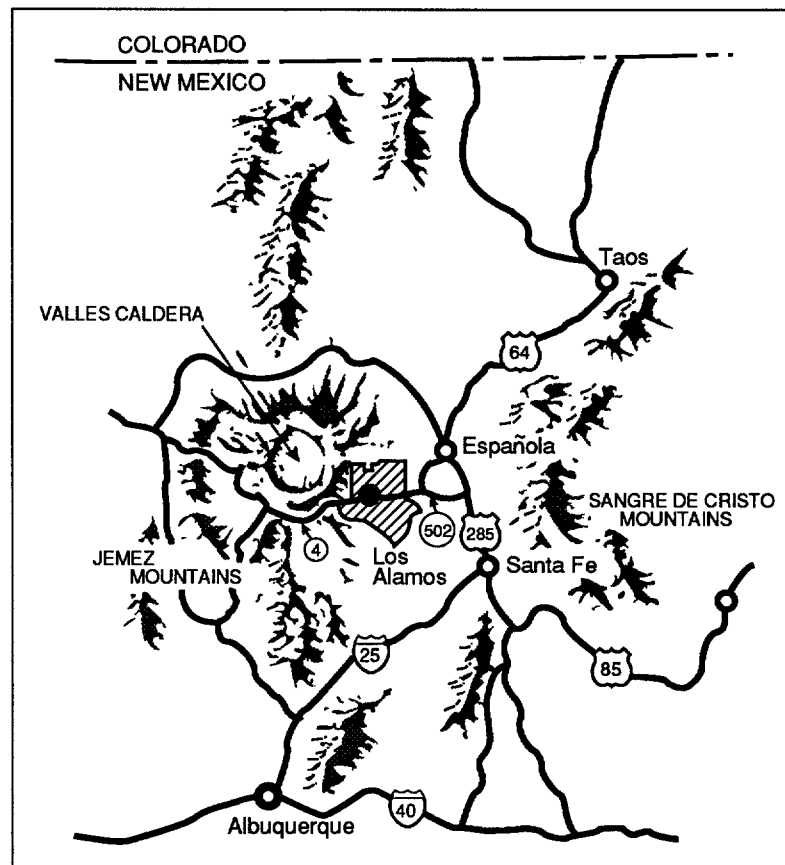 COLORADO
NEW MEXICO
Taos
VALLES CALDERA
64
Española
SANGRE DE CRISTO
MOUNTAINS
502
285
4
Los
Alamos
JEMEZ
MOUNTAINS
Santa Fe
25
85
40
Albuquerque